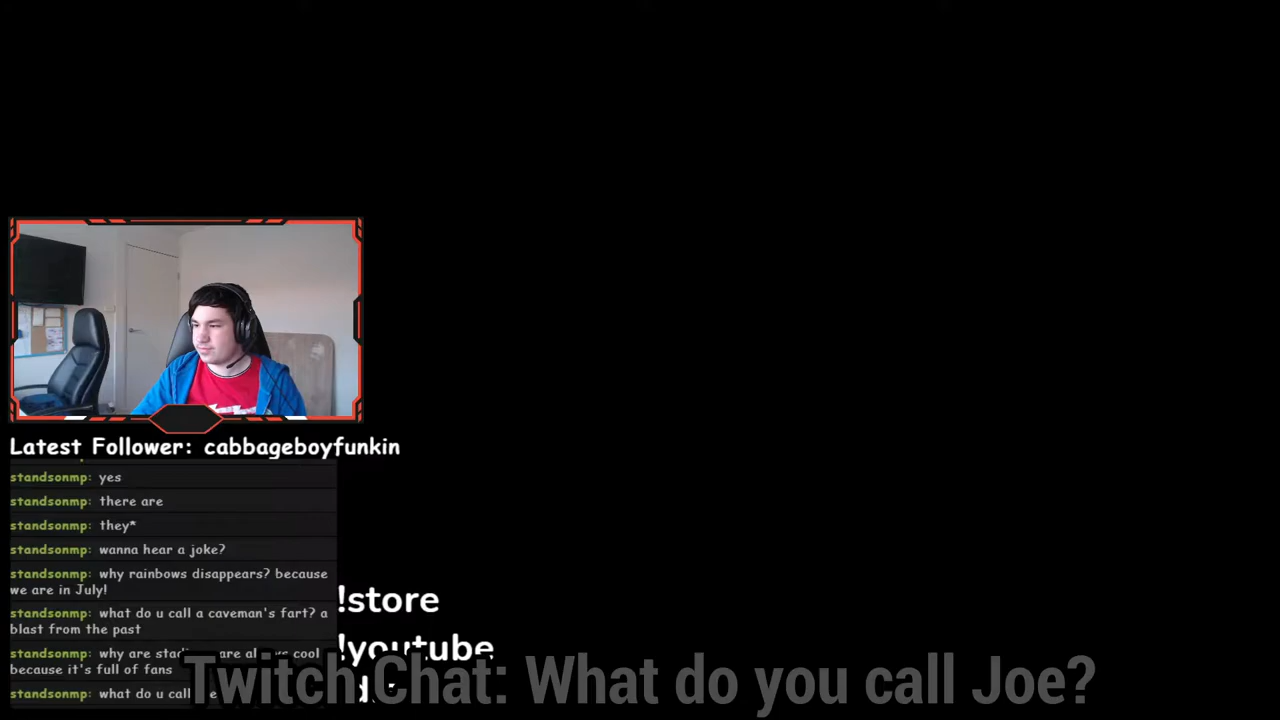 Latest Follower: cabbageboyfunkin
standsonmp: yes
standsonmp: there are
standsonmp: they*
standsonmp: wanna hear a joke?
standsonmp: why rainbows disappears? because
we are in July!
standsonmp: what do u call a caveman's fart? a
blast from the past
standsonmp: why are always cool
because it's full of fans
standsonmp: what do u call
!store
!youtube
Twitch Chat: What do you call Joe?